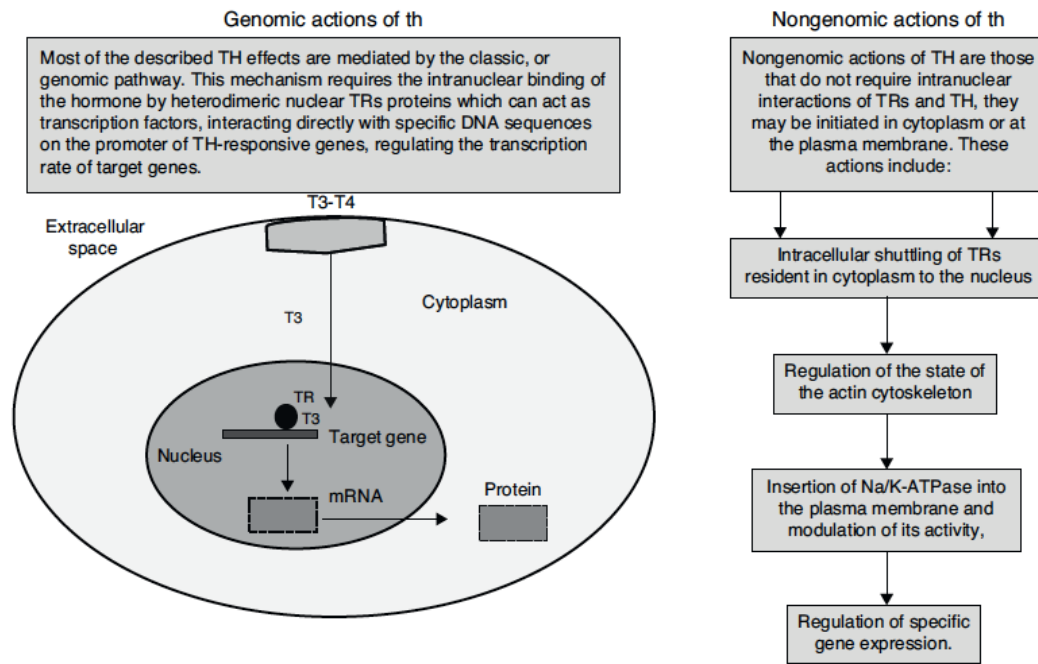 Genomic actions of th
Most of the described TH effects are mediated by the classic, or
genomic pathway. This mechanism requires the intranuclear binding of
the hormone by heterodimeric nuclear TRs proteins which can act as
transcription factors, interacting directly with specific DNA sequences
on the promoter of TH-responsive genes, regulating the transcription
rate of target genes.
T3-T4
Extracellular
space
Cytoplasm
T3
TR
T3
Target gene
Nucleus
mRNA
Protein
Nongenomic actions of th
Nongenomic actions of TH are those
that do not require intranuclear
interactions of TRs and TH, they
may be initiated in cytoplasm or at
the plasma membrane. These
actions include:
Intracellular shuttling of TRs
resident in cytoplasm to the nucleus
Regulation of the state of
the actin cytoskeleton
Insertion of Na/K-ATPase into
the plasma membrane and
modulation of its activity,
Regulation of specific
gene expression.